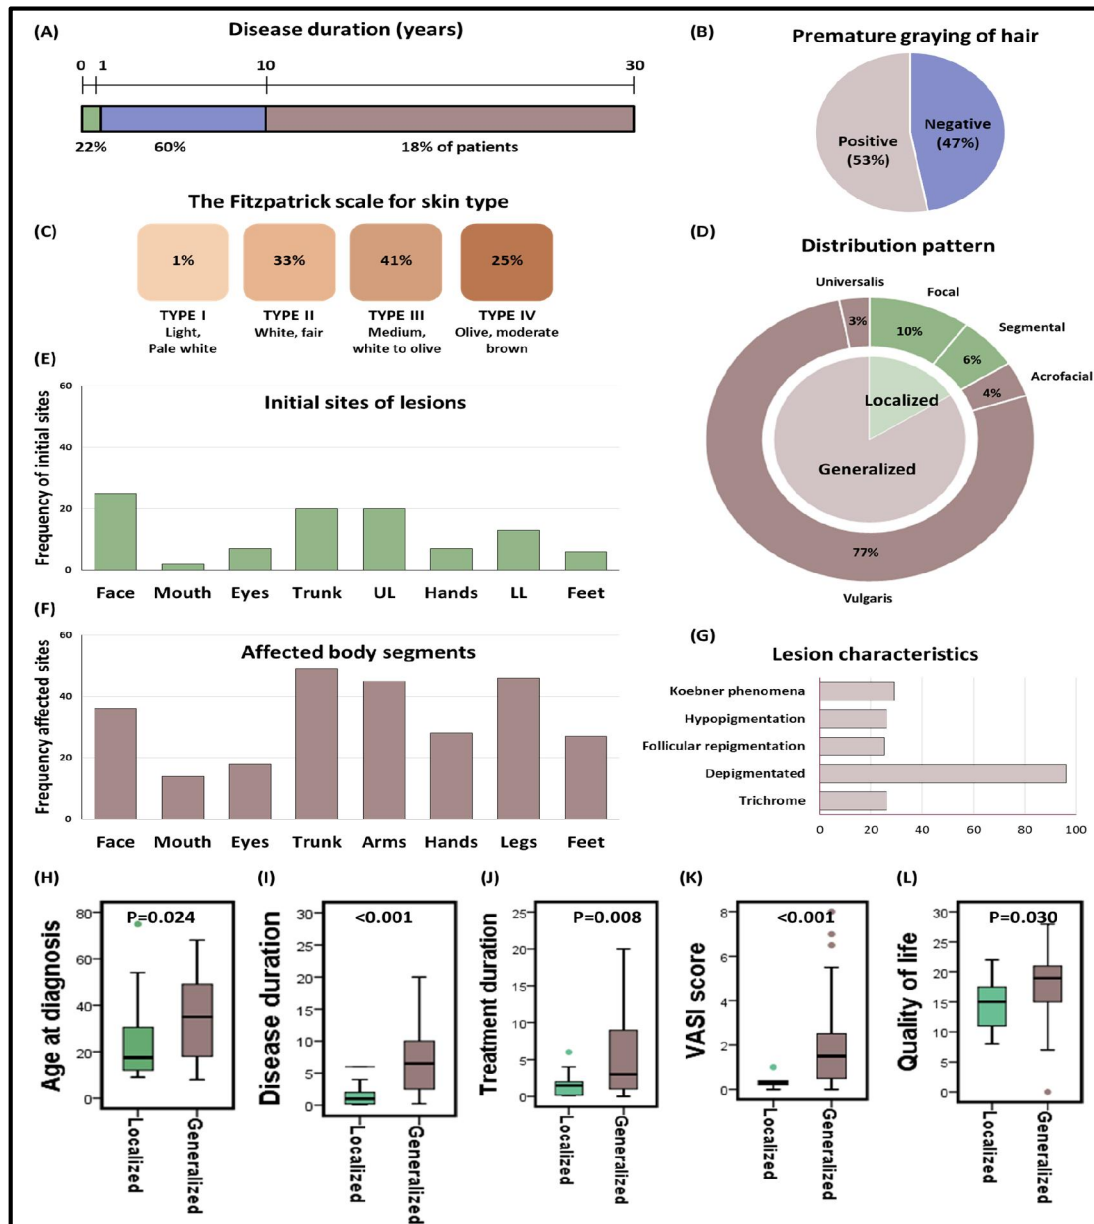 (A)
Disease duration (years)
0 1 10 30
22% 60% 18% of patients
(B)
Premature graying of hair
Positive
(53%)
Negative
(47%)
The Fitzpatrick scale for skin type
(C)
1% 33% 41% 25%
TYPE I TYPE II TYPE III TYPE IV
Light, White, fair Medium, Olive, moderate
Pale white white to olive brown
(D)
Distribution pattern
Universalis
Focal
Segmental
Acrofacial
3%
10%
6%
4%
Localized
Generalized
77%
Vulgaris
(E)
Initial sites of lesions
Frequency of initial sites
60
40
20
0
Face Mouth Eyes Trunk UL Hands LL Feet
(F)
Affected body segments
Frequency affected sites
60
40
20
0
Face Mouth Eyes Trunk Arms Hands Legs Feet
(G)
Lesion characteristics
Koebner phenomena
Hypopigmentation
Follicular repigmentation
Depigmentated
Trichrome
0 20 40 60 80 100
(H)
P=0.024
Age at diagnosis
80
60
40
20
0
Localized
Generalized
(I)
<0.001
Disease duration
30
25
20
15
10
5
0
Localized
Generalized
(J)
P=0.008
Treatment duration
25
20
15
10
5
0
Localized
Generalized
(K)
<0.001
VASI score
8
6
4
2
0
Localized
Generalized
(L)
P=0.030
Quality of life
30
25
20
15
10
5
0
Localized
Generalized